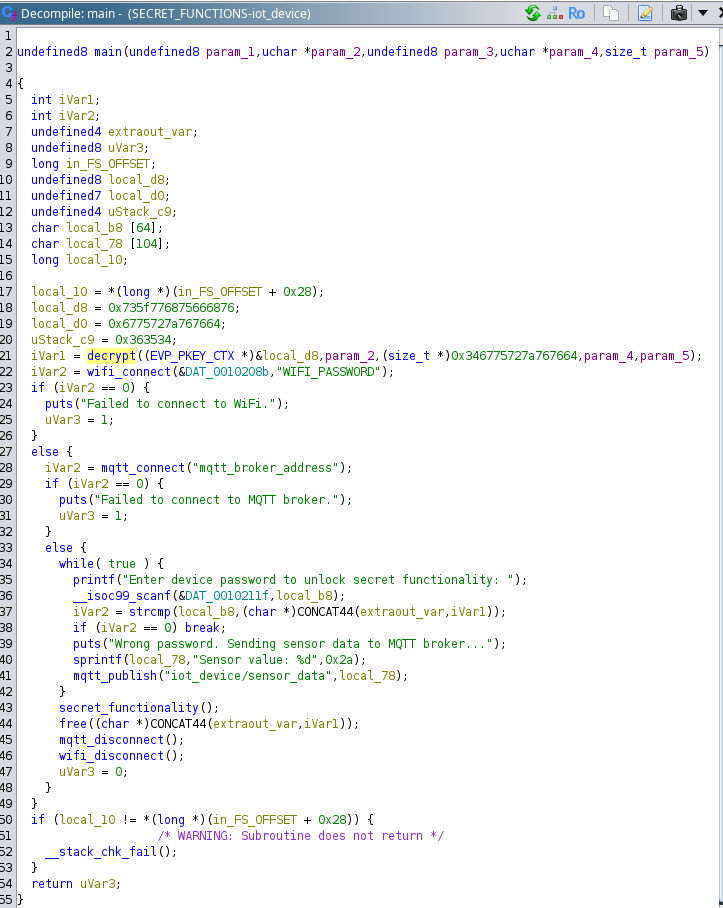 Decompile: main - (SECRET_FUNCTIONS-iot_device)
Ro
1
2 undefined8 main(undefined8 param_1,uchar *param_2,undefined8 param_3,uchar *param_4,size_t param_5)
3
4 {
5 int iVar1;
6 int iVar2;
7 undefined4 extraout_var;
8 undefined8 uVar3;
9 long in_FS_OFFSET;
10 undefined8 local_d8;
11 undefined7 local_d0;
12 undefined4 uStack_c9;
13 char local_b8 [64];
14 char local_78 [104];
15 long local_10;
16
17 local_10 = *(long *)(in_FS_OFFSET + 0x28);
18 local_d8 = 0x735f776875666876;
19 local_d0 = 0x6775727a767664;
20 uStack_c9 = 0x363534;
21 iVar1 = decrypt((EVP_PKEY_CTX *)&local_d8,param_2,(size_t *)0x346775727a767664,param_4,param_5);
22 iVar2 = wifi_connect(&DAT_0010208b,"WIFI_PASSWORD");
23 if (iVar2 == 0) {
24 puts("Failed to connect to WiFi.");
25 uVar3 = 1;
26 }
27 else {
28 iVar2 = mqtt_connect("mqtt_broker_address");
29 if (iVar2 == 0) {
30 puts("Failed to connect to MQTT broker.");
31 uVar3 = 1;
32 }
33 else {
34 while( true ) {
35 printf("Enter device password to unlock secret functionality: ");
36 __isoc99_scanf(&DAT_0010211f,local_b8);
37 iVar2 = strcmp(local_b8,(char *)CONCAT44(extraout_var,iVar1));
38 if (iVar2 == 0) break;
39 puts("Wrong password. Sending sensor data to MQTT broker...");
40 sprintf(local_78,"Sensor value: %d",0x2a);
41 mqtt_publish("iot_device/sensor_data",local_78);
42 }
43 secret_functionality();
44 free((char *)CONCAT44(extraout_var,iVar1));
45 mqtt_disconnect();
46 wifi_disconnect();
47 uVar3 = 0;
48 }
49 }
50 if (local_10 != *(long *)(in_FS_OFFSET + 0x28)) {
51 /* WARNING: Subroutine does not return */
52 __stack_chk_fail();
53 }
54 return uVar3;
55 }